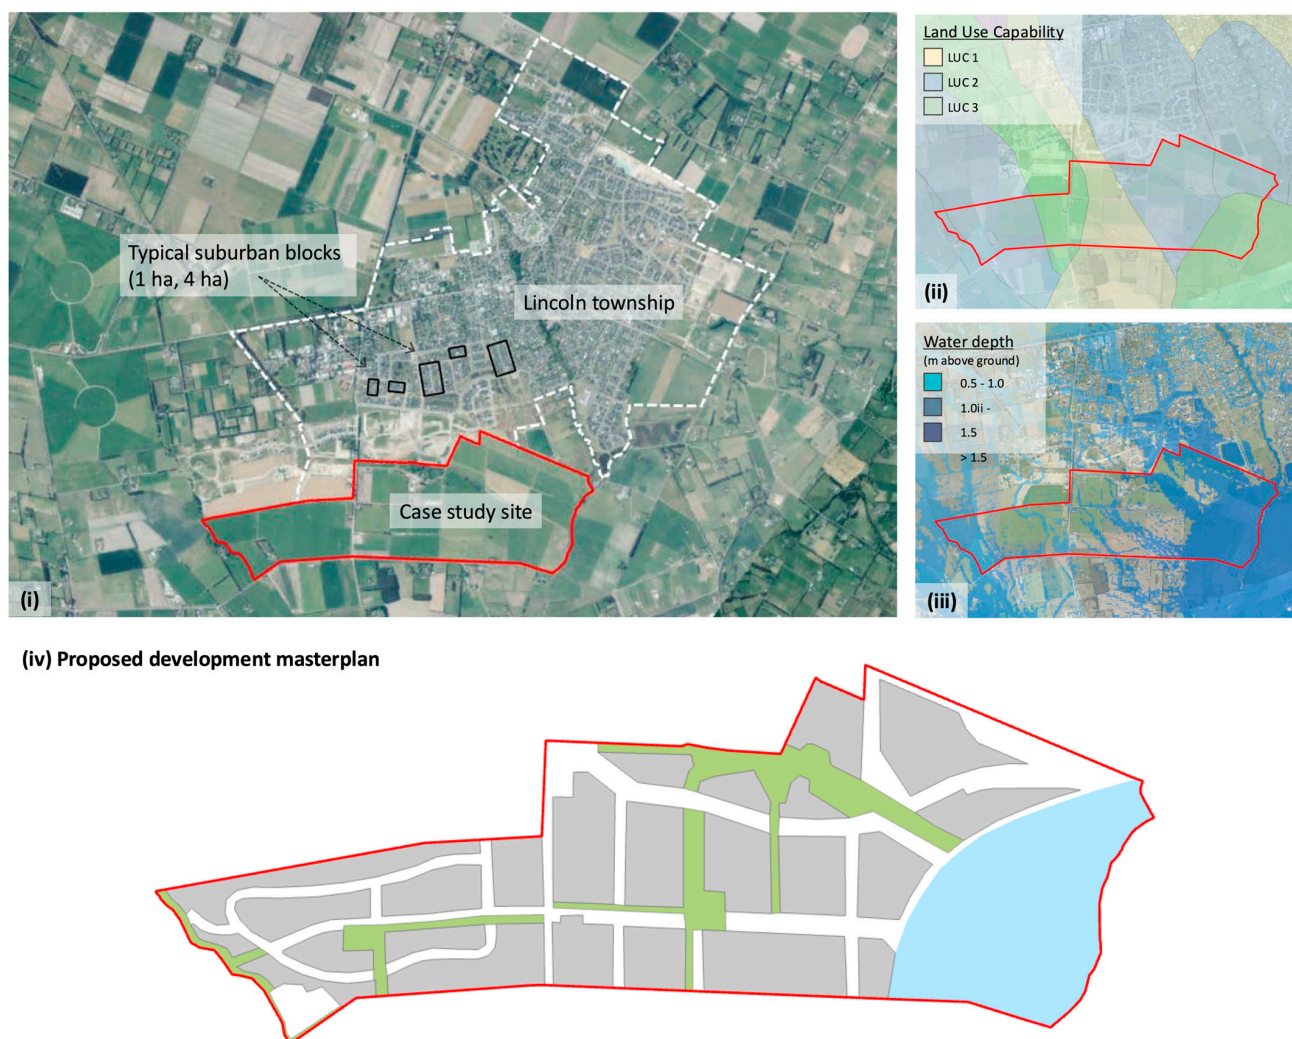 Typical suburban blocks
(1 ha, 4 ha)
Lincoln township
Case study site
(i)
Land Use Capability
LUC 1
LUC 2
LUC 3
(ii)
Water depth
(m above ground)
0.5 - 1.0
1.0ii -
1.5
> 1.5
(iii)
(iv) Proposed development masterplan